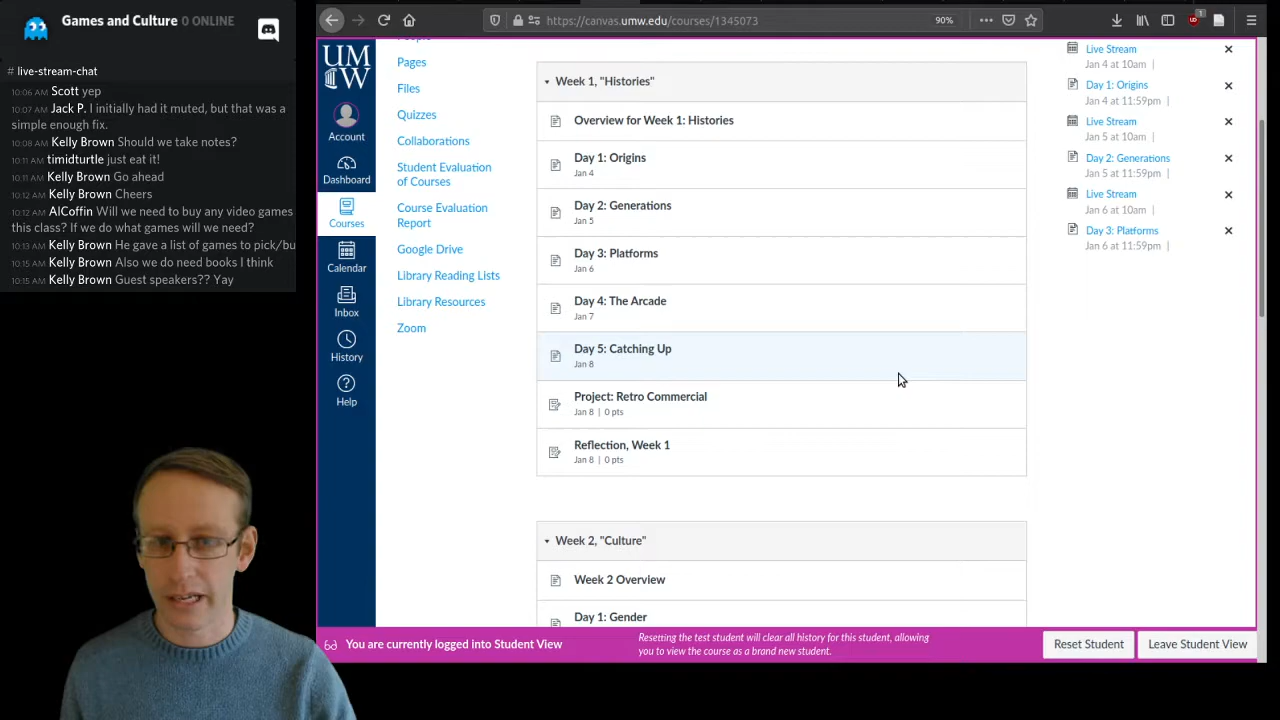 Games and Culture 0 ONLINE
# live-stream-chat
10:06 AM Scott yep
10:07 AM Jack P. I initially had it muted, but that was a
simple enough fix.
10:08 AM Kelly Brown Should we take notes?
10:11 AM timidturtle just eat it!
10:11 AM Kelly Brown Go ahead
10:12 AM Kelly Brown Cheers
10:12 AM AlCoffin Will we need to buy any video games
this class? If we do what games will we need?
10:13 AM Kelly Brown He gave a list of games to pick/bu
10:15 AM Kelly Brown Also we do need books I think
10:15 AM Kelly Brown Guest speakers?? Yay
https://canvas.umw.edu/courses/1345073
90%
1
UMW
Account
Dashboard
Courses
Calendar
Inbox
History
Help
People
Pages
Files
Quizzes
Collaborations
Student Evaluation
of Courses
Course Evaluation
Report
Google Drive
Library Reading Lists
Library Resources
Zoom
Week 1, "Histories"
Overview for Week 1: Histories
Day 1: Origins
Jan 4
Day 2: Generations
Jan 5
Day 3: Platforms
Jan 6
Day 4: The Arcade
Jan 7
Day 5: Catching Up
Jan 8
Project: Retro Commercial
Jan 8 | 0 pts
Reflection, Week 1
Jan 8 | 0 pts
Week 2, "Culture"
Week 2 Overview
Day 1: Gender
Live Stream
Jan 4 at 10am |
Day 1: Origins
Jan 4 at 11:59pm |
Live Stream
Jan 5 at 10am |
Day 2: Generations
Jan 5 at 11:59pm |
Live Stream
Jan 6 at 10am |
Day 3: Platforms
Jan 6 at 11:59pm |
You are currently logged into Student View
Resetting the test student will clear all history for this student, allowing
you to view the course as a brand new student.
Reset Student
Leave Student View